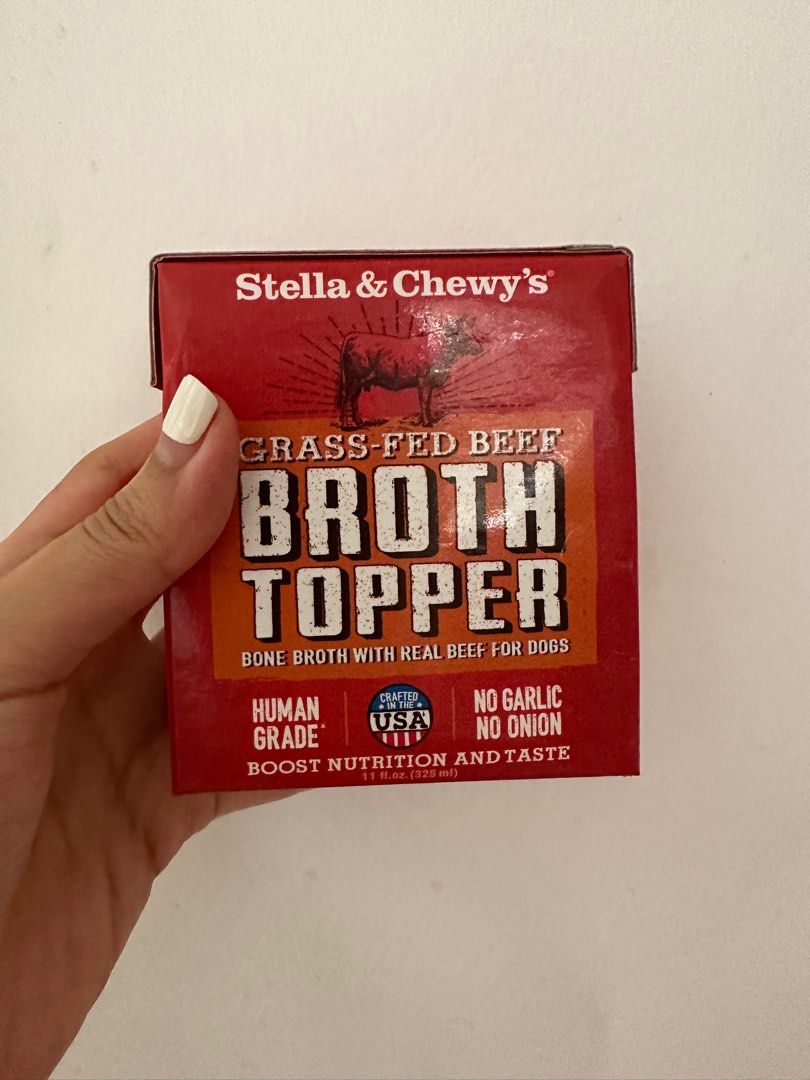 Stella & Chewy's®
GRASS-FED BEEF
BROTH
TOPPER
BONE BROTH WITH REAL BEEF FOR DOGS
HUMAN
GRADE*
CRAFTED
IN THE
USA
NO GARLIC
NO ONION
BOOST NUTRITION AND TASTE
11 fl.oz. (325 ml)